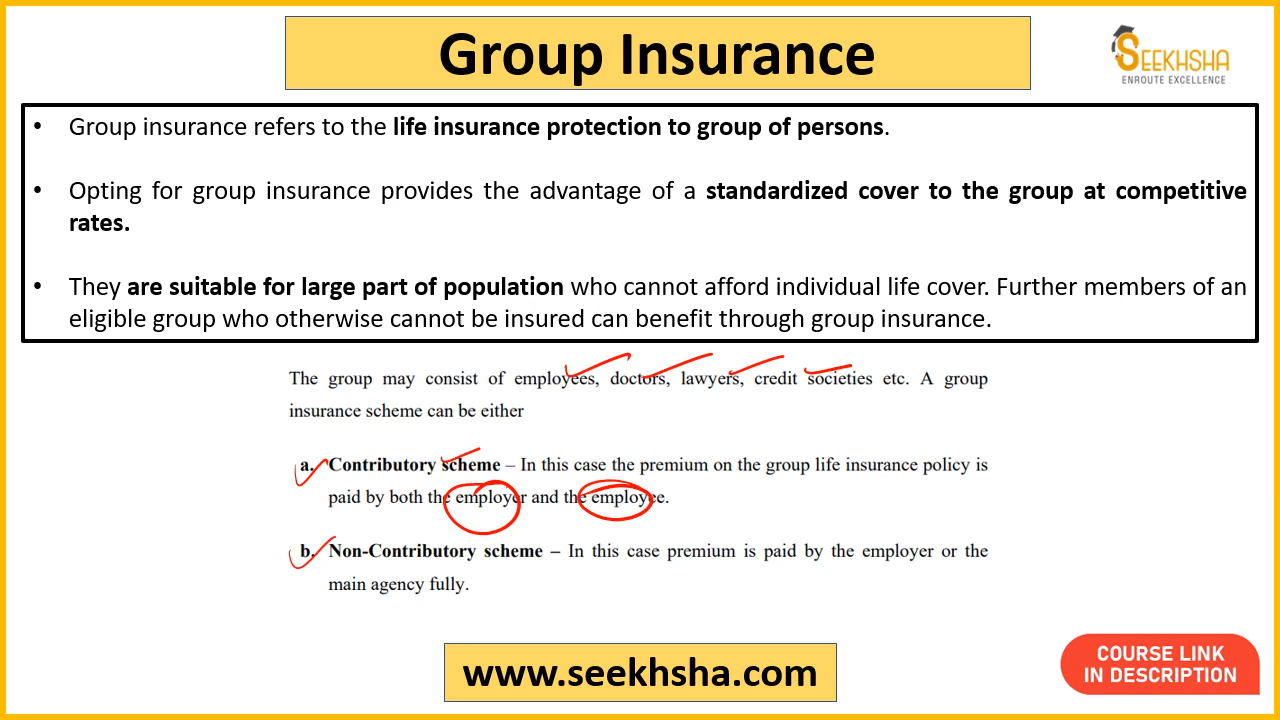 Group Insurance
SEEKHSHA
ENROUTE EXCELLENCE
• Group insurance refers to the life insurance protection to group of persons.
• Opting for group insurance provides the advantage of a standardized cover to the group at competitive
rates.
• They are suitable for large part of population who cannot afford individual life cover. Further members of an
eligible group who otherwise cannot be insured can benefit through group insurance.
The group may consist of employees, doctors, lawyers, credit societies etc. A group
insurance scheme can be either
a. Contributory scheme – In this case the premium on the group life insurance policy is
paid by both the employer and the employee.
b. Non-Contributory scheme – In this case premium is paid by the employer or the
main agency fully.
www.seekhsha.com
COURSE LINK
IN DESCRIPTION